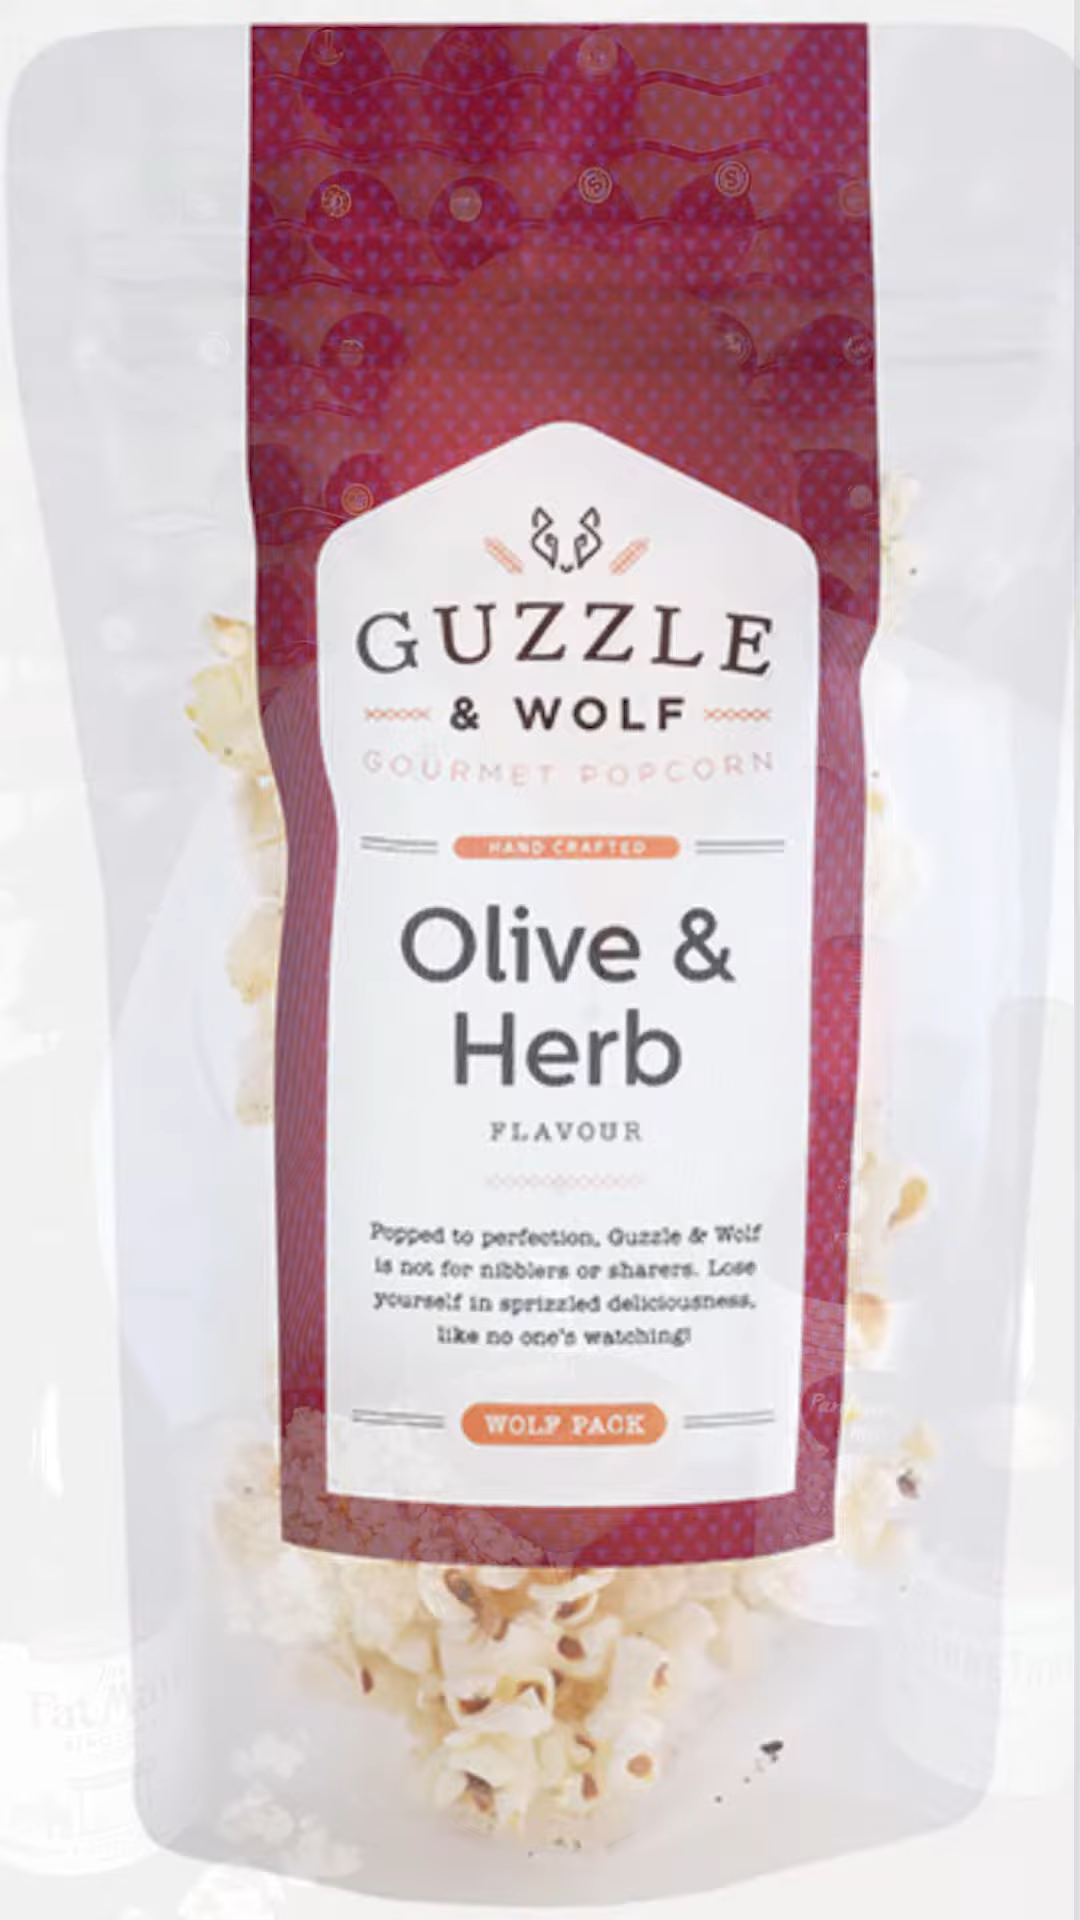 GUZZLE
& WOLF
GOURMET POPCORN
HAND CRAFTED
Olive &
Herb
FLAVOUR
Popped to perfection, Guzzle & Wolf
is not for nibblers or sharers. Lose
yourself in sprizzled deliciousness,
like no one's watching!
WOLF PACK